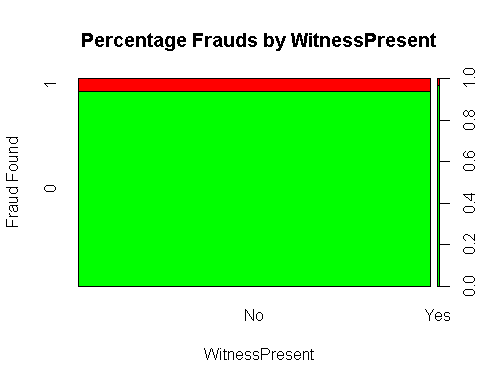 Percentage Frauds by WitnessPresent
Fraud Found
1
0
1.0
0.8
0.6
0.4
0.2
0.0
No
Yes
WitnessPresent